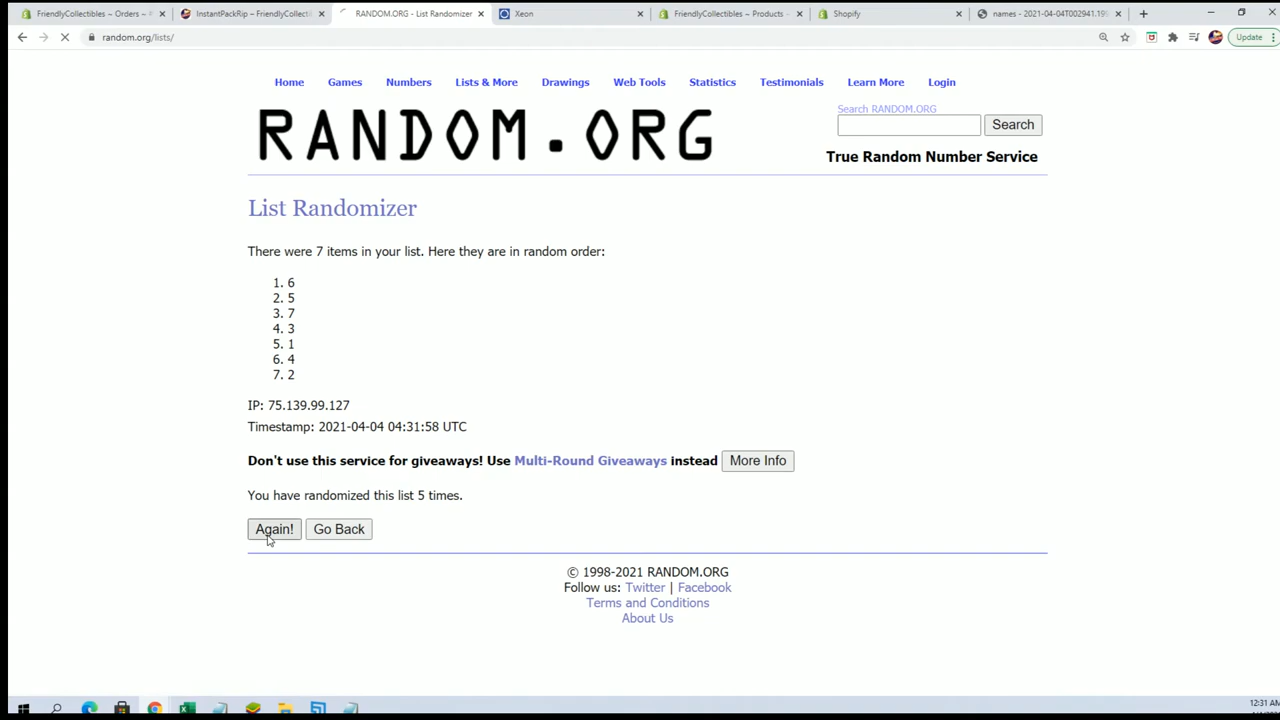 FriendlyCollectibles ~ Orders ~ InstantPackRip ~ FriendlyCollecti RANDOM.ORG - List Randomizer Xeon FriendlyCollectibles ~ Products ~ Shopify names - 2021-04-04T002941.19
random.org/lists/ Update
Home Games Numbers Lists & More Drawings Web Tools Statistics Testimonials Learn More Login
RANDOM.ORG
Search RANDOM.ORG
Search
True Random Number Service
List Randomizer
There were 7 items in your list. Here they are in random order:
1. 6
2. 5
3. 7
4. 3
5. 1
6. 4
7. 2
IP: 75.139.99.127
Timestamp: 2021-04-04 04:31:58 UTC
Don't use this service for giveaways! Use Multi-Round Giveaways instead More Info
You have randomized this list 5 times.
Again! Go Back
© 1998-2021 RANDOM.ORG
Follow us: Twitter | Facebook
Terms and Conditions
About Us
12:31 AM